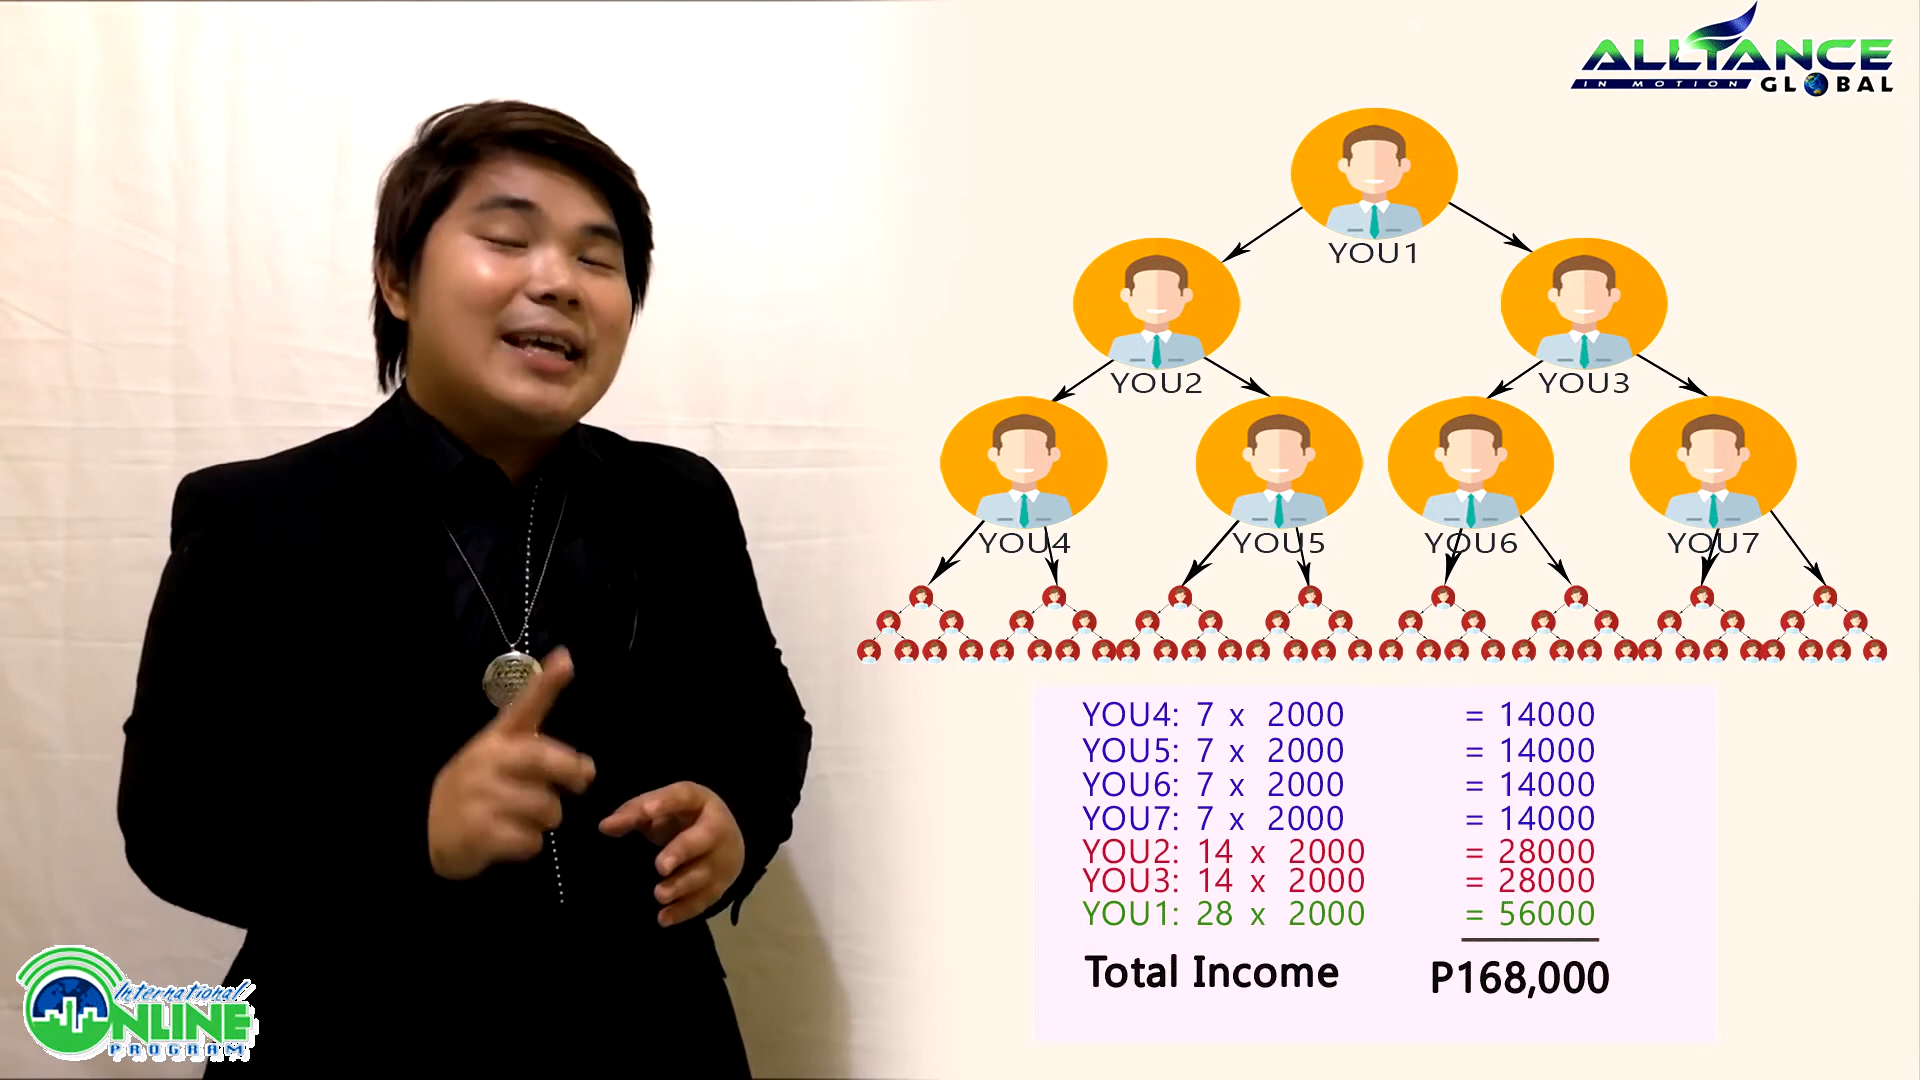 ALLIANCE
IN MOTION GLOBAL
YOU1
YOU2 YOU3
YOU4 YOU5 YOU6 YOU7
YOU4: 7 x 2000 = 14000
YOU5: 7 x 2000 = 14000
YOU6: 7 x 2000 = 14000
YOU7: 7 x 2000 = 14000
YOU2: 14 x 2000 = 28000
YOU3: 14 x 2000 = 28000
YOU1: 28 x 2000 = 56000
Total Income P168,000
International
ONLINE
PROGRAM